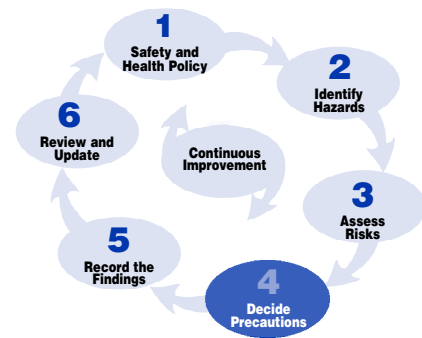 1
Safety and
Health Policy
2
Identify
Hazards
3
Assess
Risks
4
Decide
Precautions
5
Record the
Findings
6
Review and
Update
Continuous
Improvement